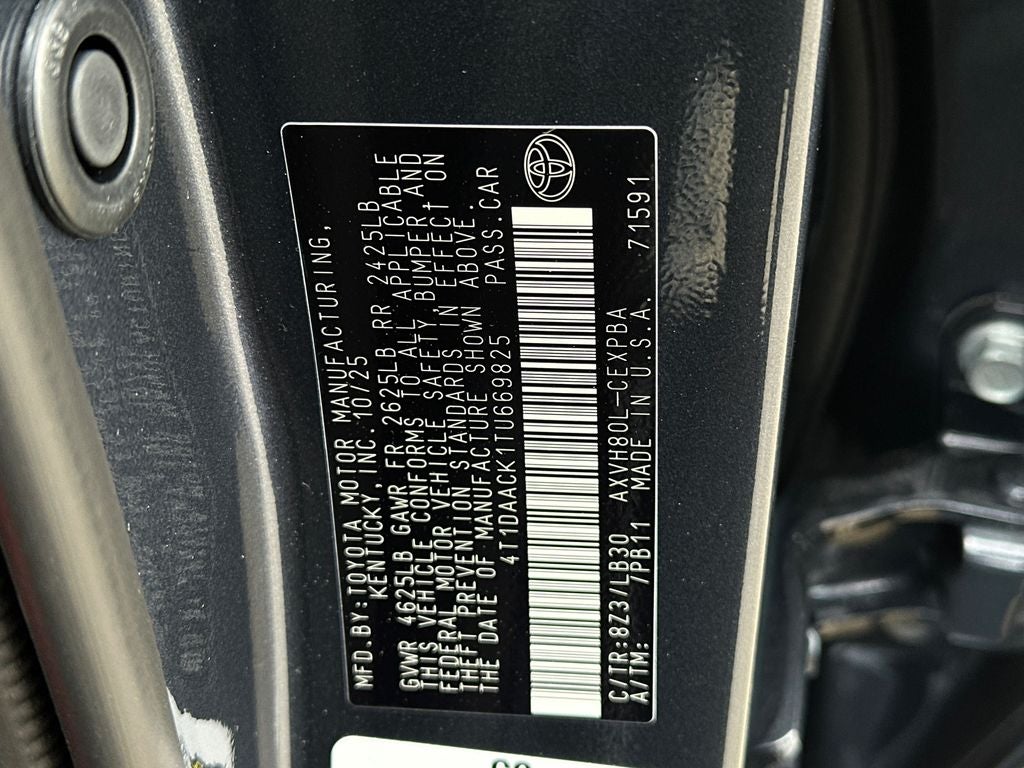 MFD.BY:TOYOTA MOTOR MANUFACTURING,
KENTUCKY, INC. 10/25
GVWR 4625LB GAWR FR 2625LB RR 2425LB
THIS VEHICLE CONFORMS TO ALL APPLICABLE
FEDERAL MOTOR VEHICLE SAFETY,BUMPER,AND
THEFT PREVENTION STANDARDS IN EFFECT ON
THE DATE OF MANUFACTURE SHOWN ABOVE.
4T1DAACK1TU669825 PASS.CAR
C/TR:8Z3/LB30 AXVH80L-CEXPBA
A/TM: 7PB11 MADE IN U.S.A. 71591